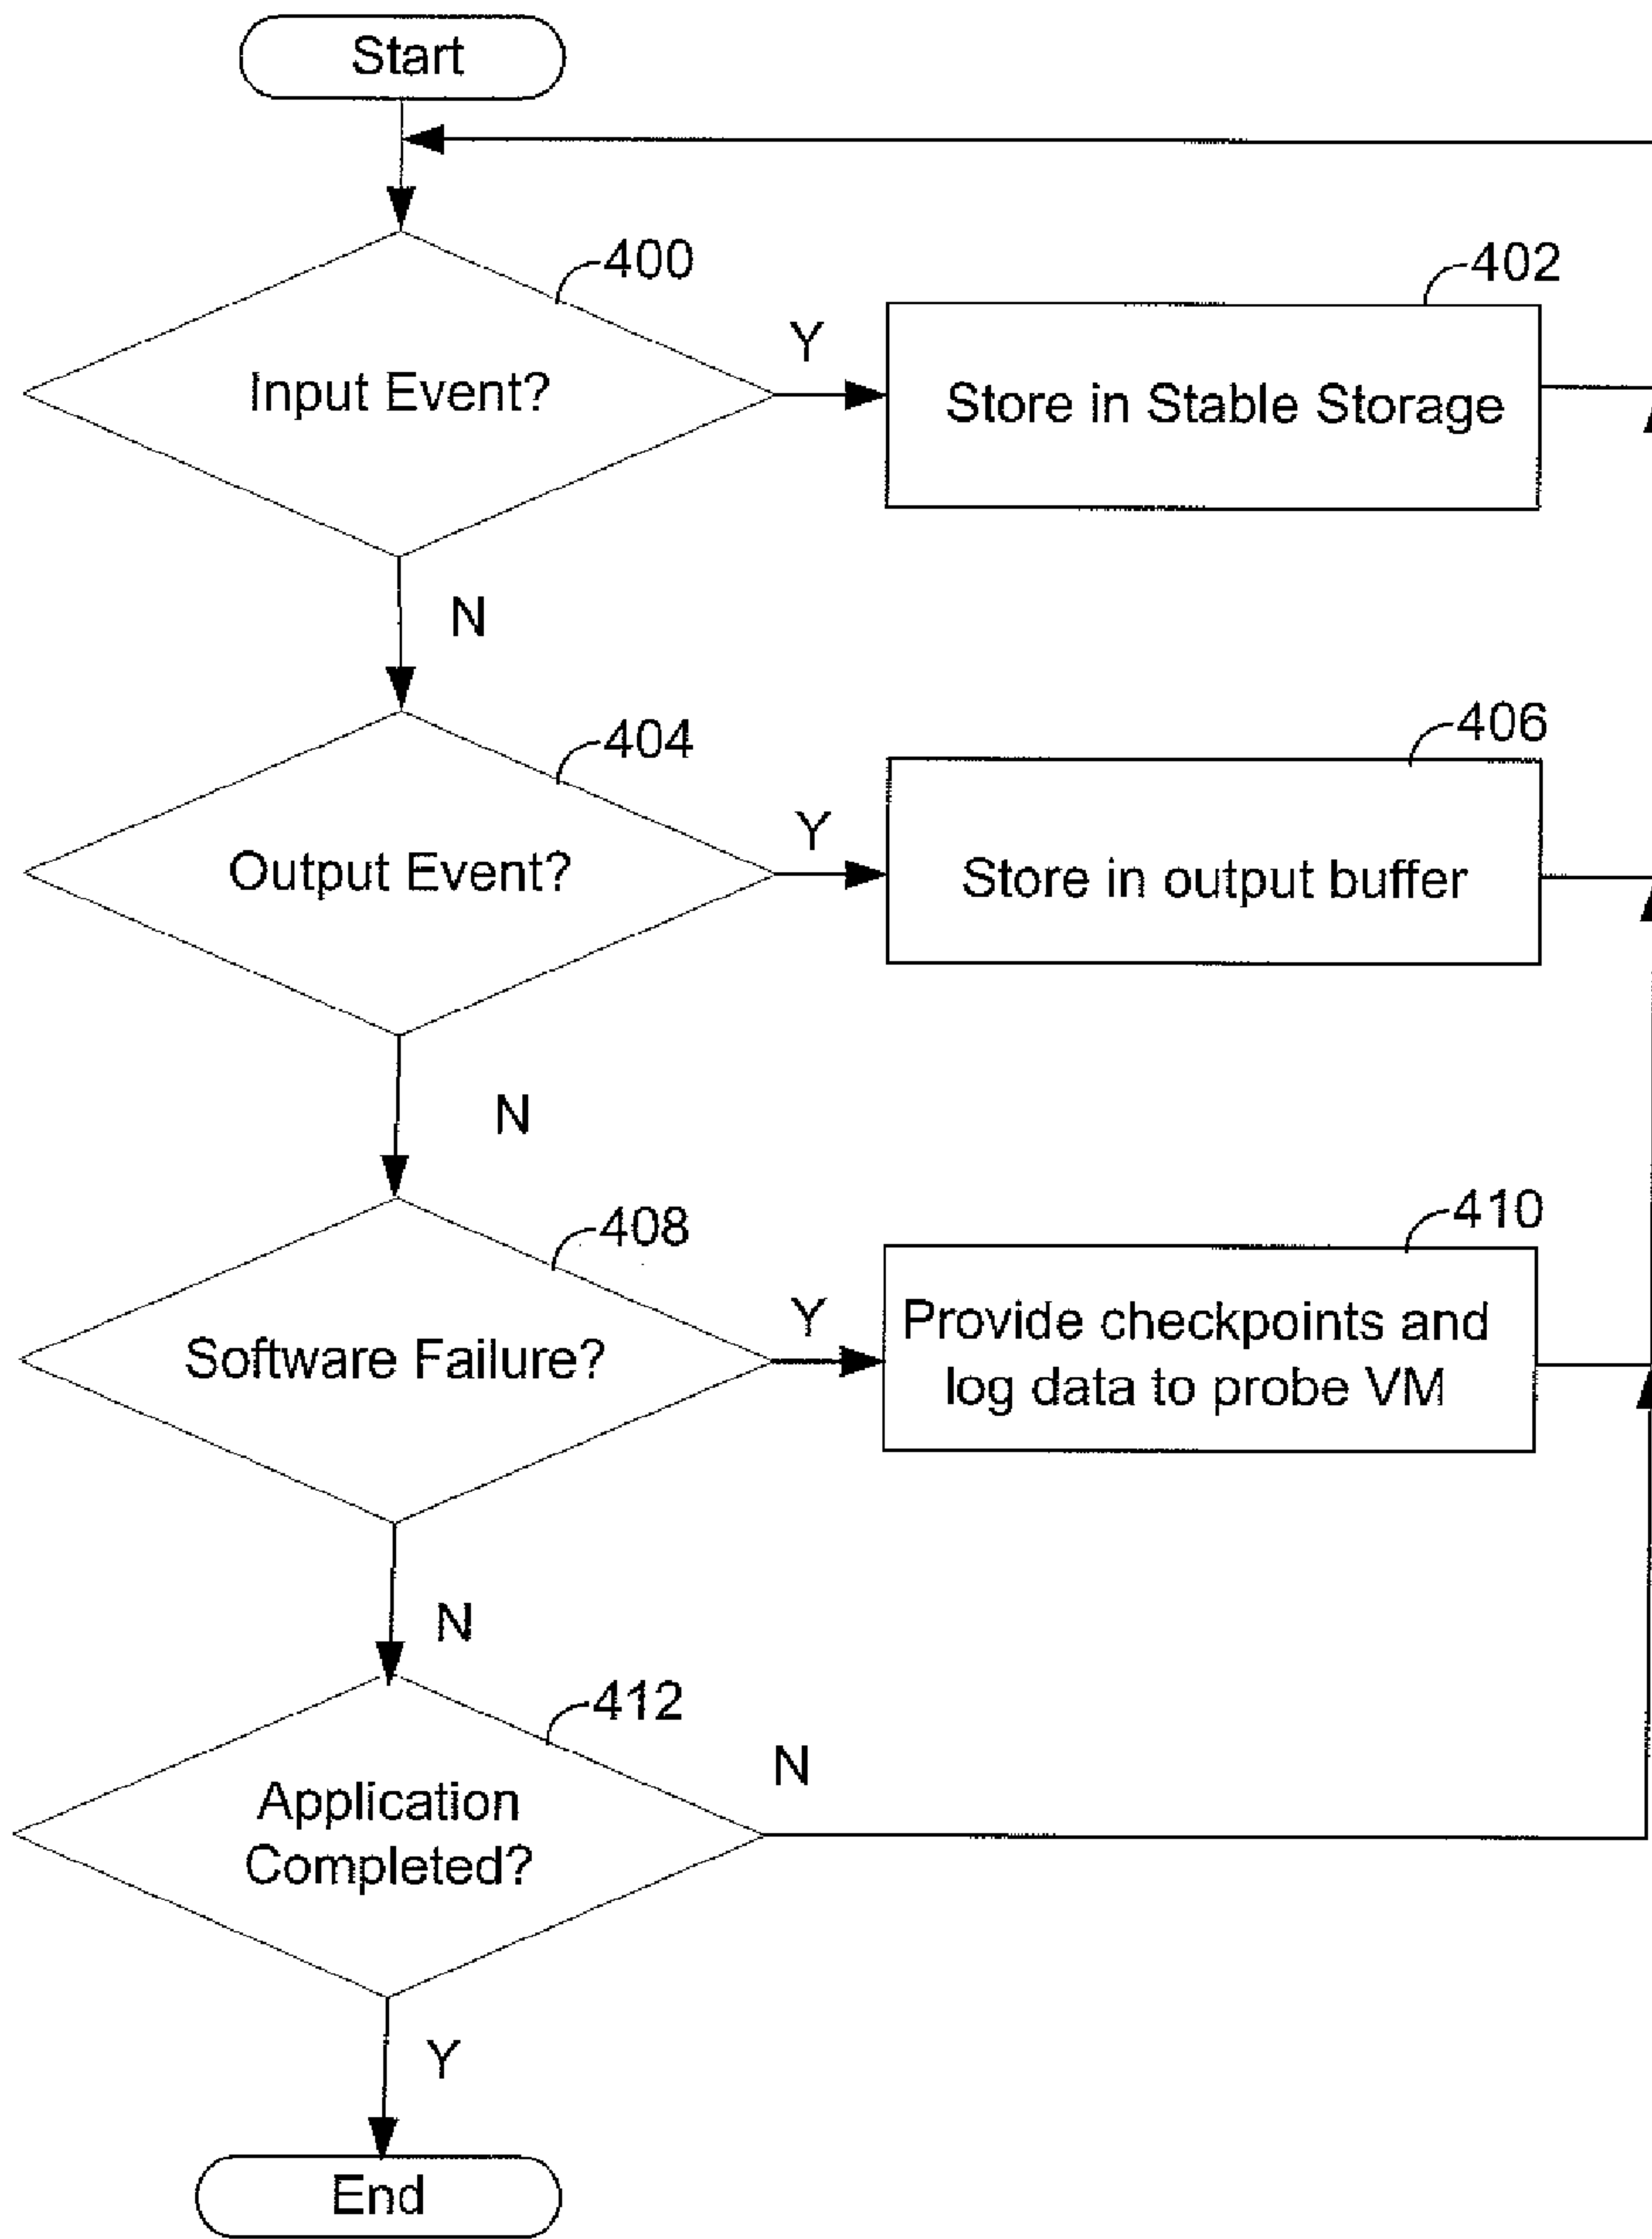 Start
400
402
Input Event?
Y
Store in Stable Storage
N
404
406
Output Event?
Y
Store in output buffer
N
408
410
Software Failure?
Y
Provide checkpoints and
log data to probe VM
N
412
Application
Completed?
N
Y
End